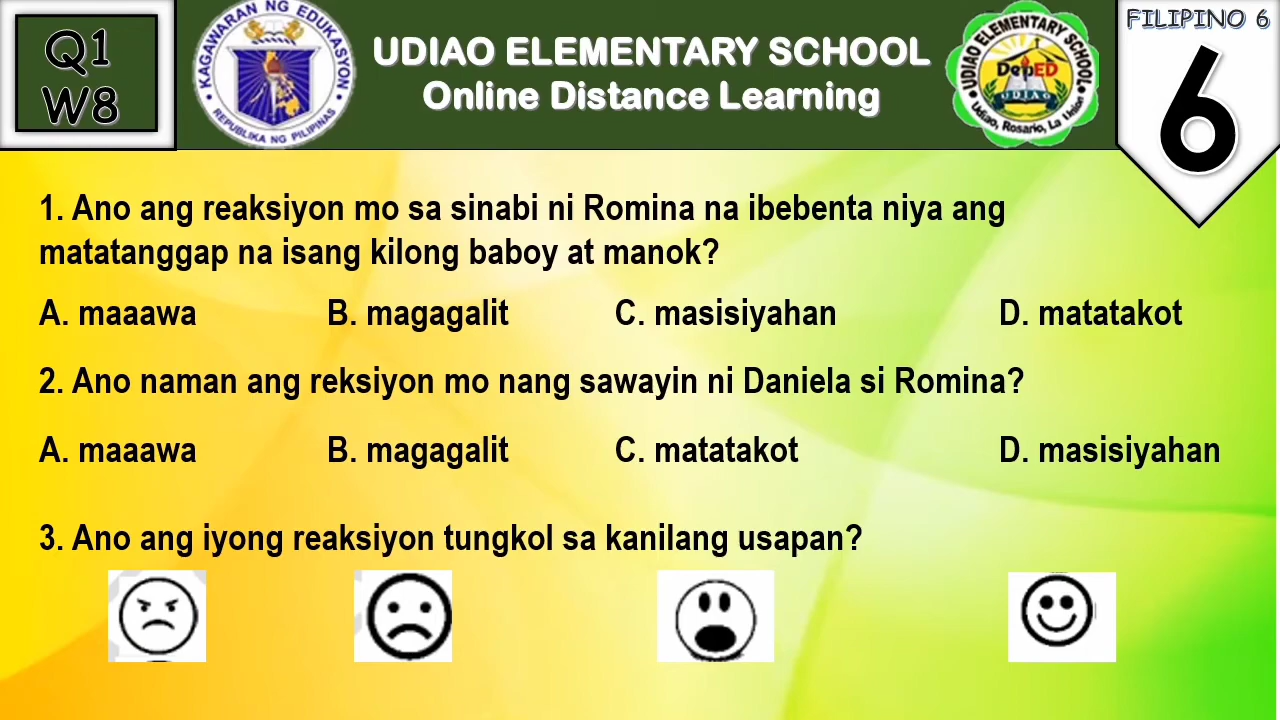 Q1
W8
KAGAWARAN NG EDUKASYON
REPUBLIKA NG PILIPINAS
UDIAO ELEMENTARY SCHOOL
Online Distance Learning
UDIAO ELEMENTARY SCHOOL
DepED
UDIAO
Udiao, Rosario, La Union
FILIPINO 6
6
1. Ano ang reaksiyon mo sa sinabi ni Romina na ibebenta niya ang
matatanggap na isang kilong baboy at manok?
A. maaawa B. magagalit C. masisiyahan D. matatakot
2. Ano naman ang reksiyon mo nang sawayin ni Daniela si Romina?
A. maaawa B. magagalit C. matatakot D. masisiyahan
3. Ano ang iyong reaksiyon tungkol sa kanilang usapan?